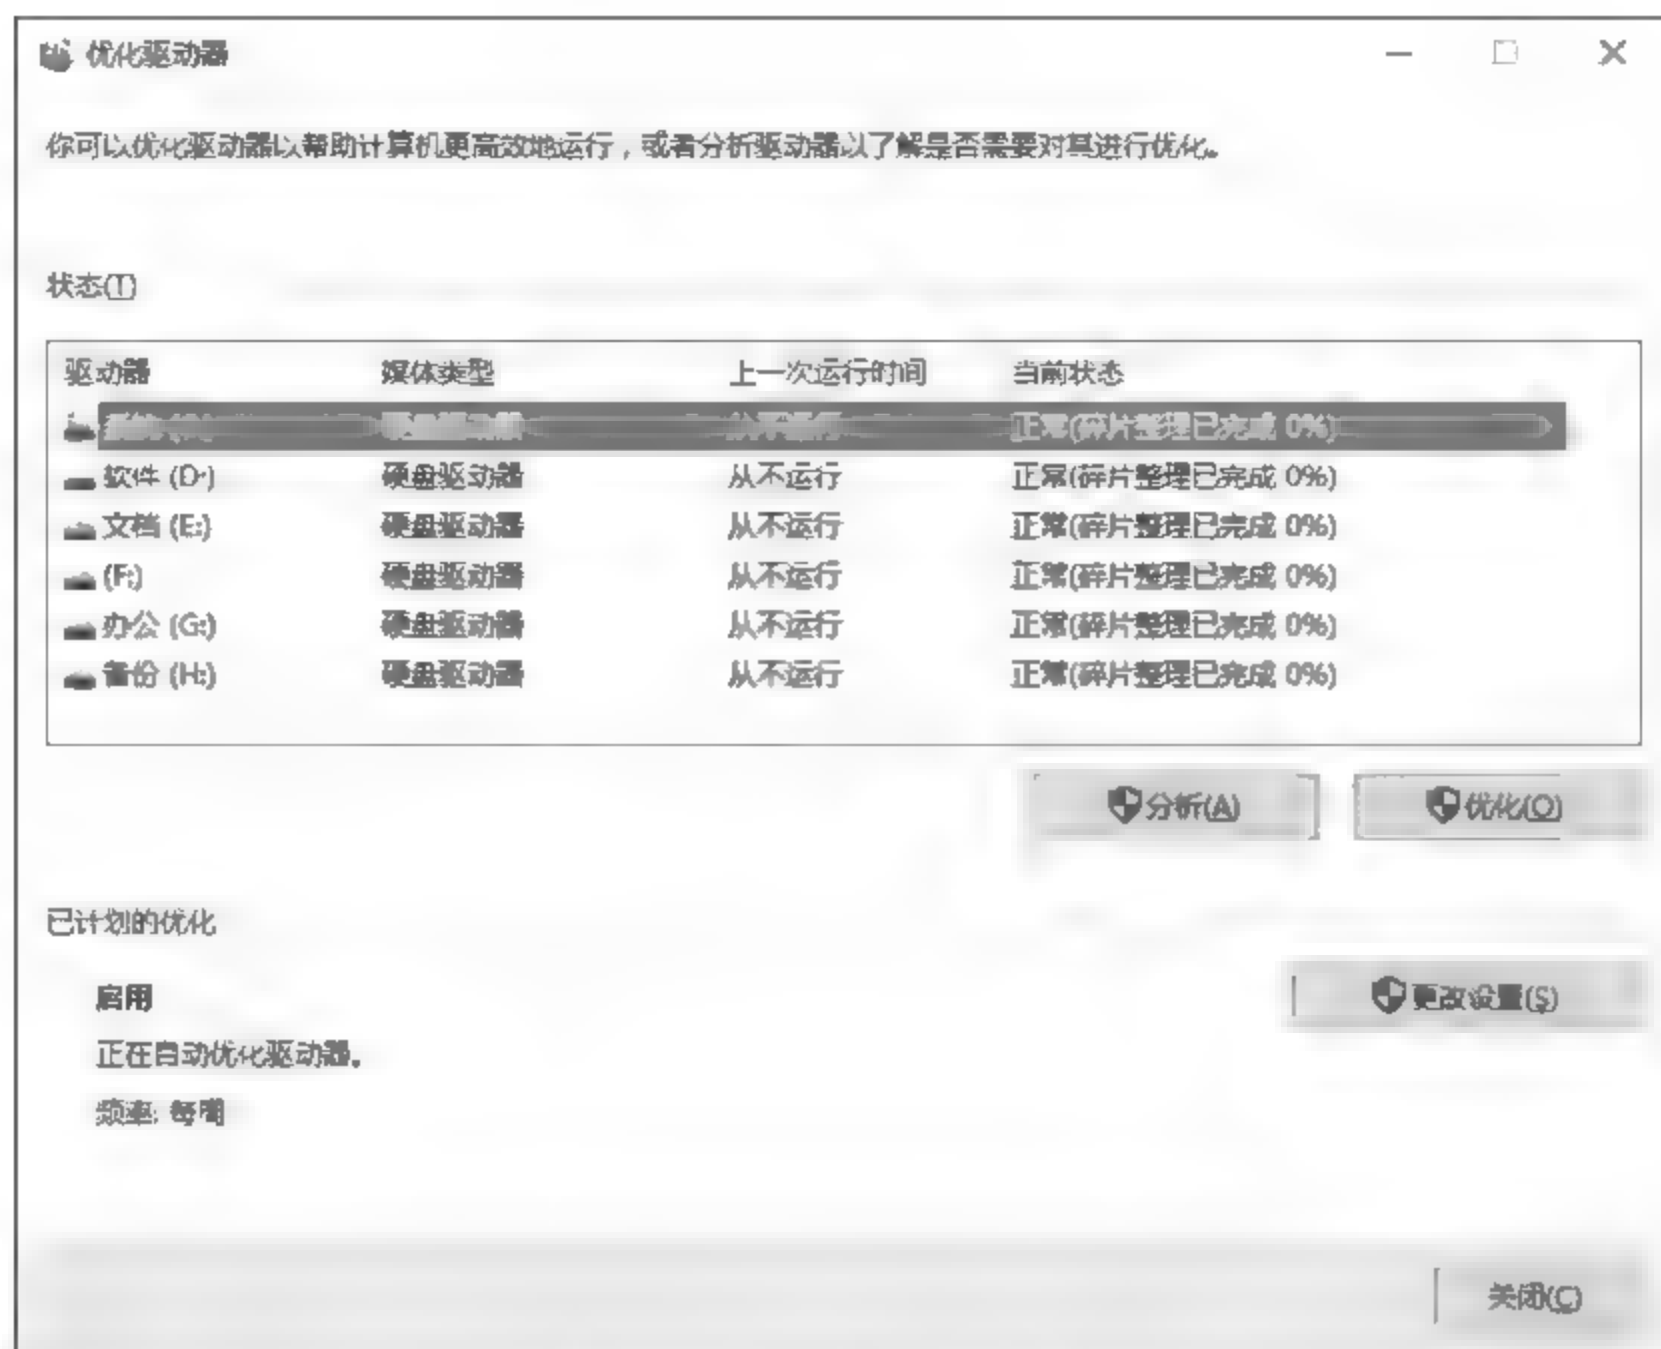 优化驱动器
你可以优化驱动器以帮助计算机更高效地运行，或者分析驱动器以了解是否需要对其进行优化。
状态(T)
驱动器 媒体类型 上一次运行时间 当前状态
驱动器 从不运行 正常(碎片整理已完成 0%)
软件 (D:) 硬盘驱动器 从不运行 正常(碎片整理已完成 0%)
文档 (E:) 硬盘驱动器 从不运行 正常(碎片整理已完成 0%)
(F:) 硬盘驱动器 从不运行 正常(碎片整理已完成 0%)
办公 (G:) 硬盘驱动器 从不运行 正常(碎片整理已完成 0%)
备份 (H:) 硬盘驱动器 从不运行 正常(碎片整理已完成 0%)
分析(A) 优化(O)
已计划的优化
启用
更改设置(S)
正在自动优化驱动器。
频率: 每周
关闭(C)